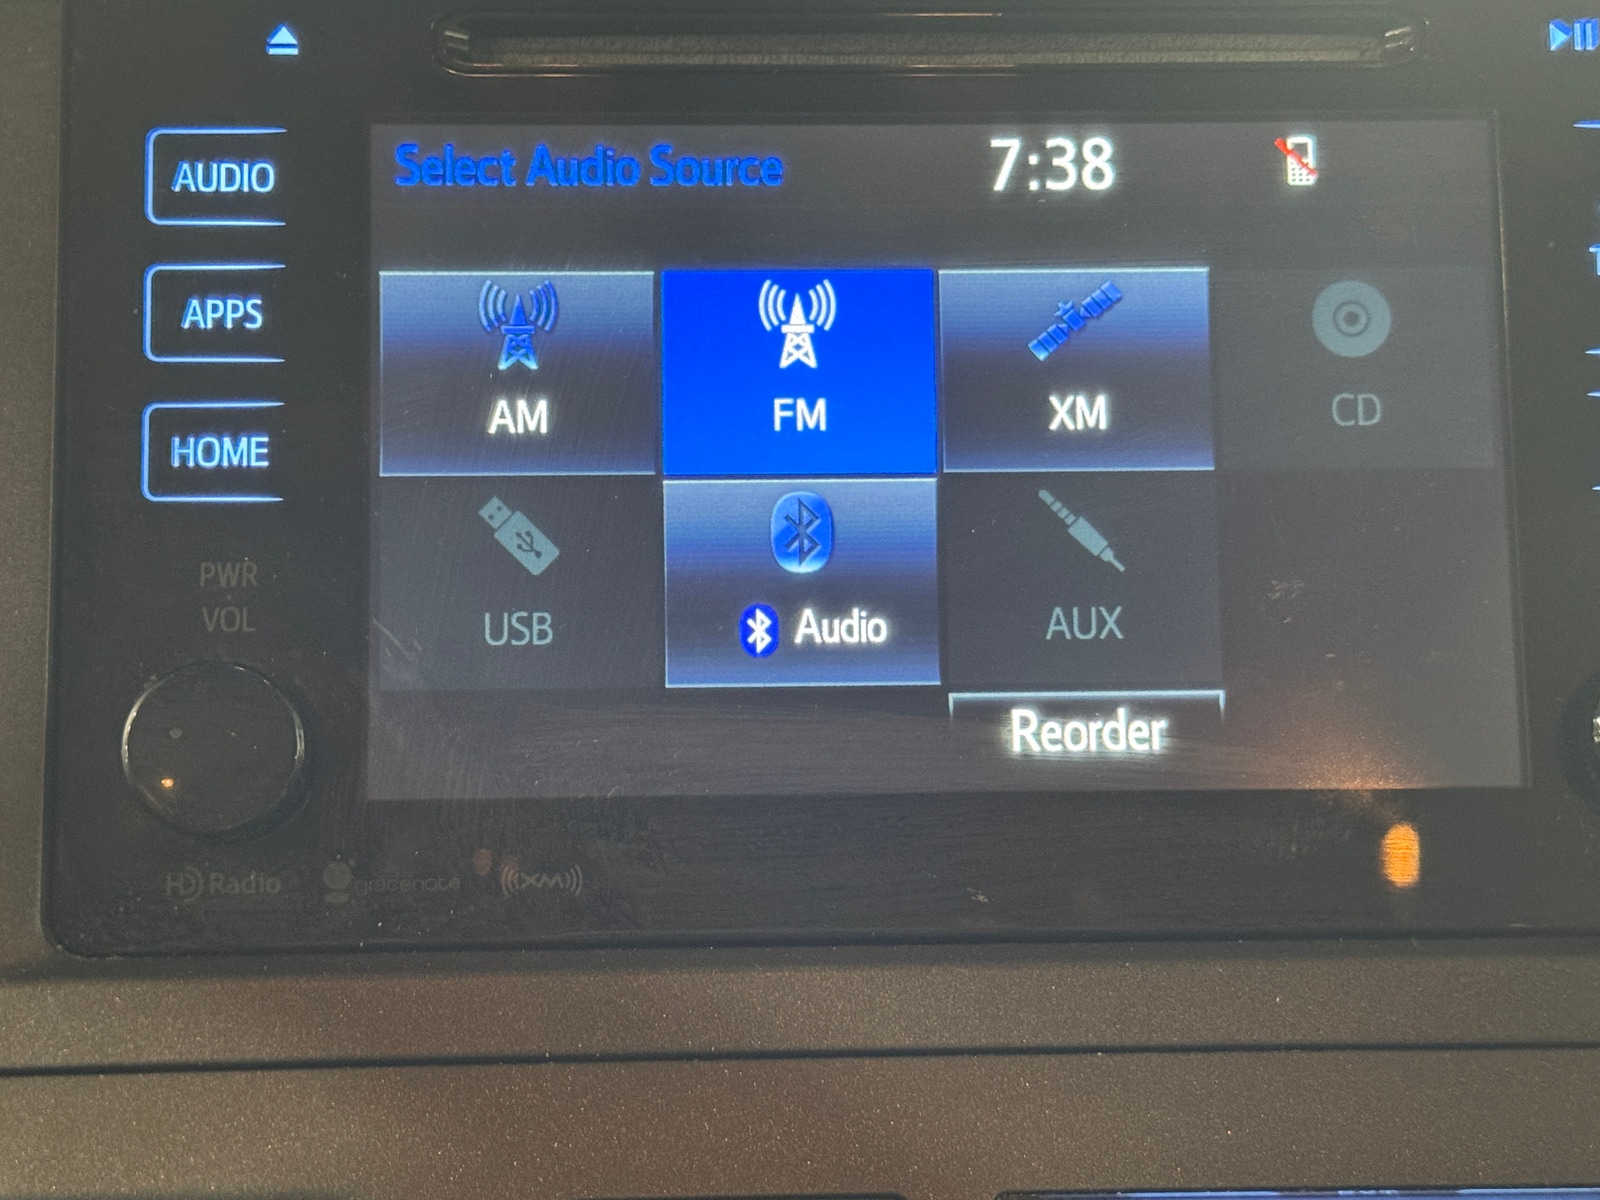 AUDIO
APPS
HOME
PWR
VOL
Select Audio Source 7:38
AM FM XM CD
USB Audio AUX
Reorder
HD Radio gracenote XM